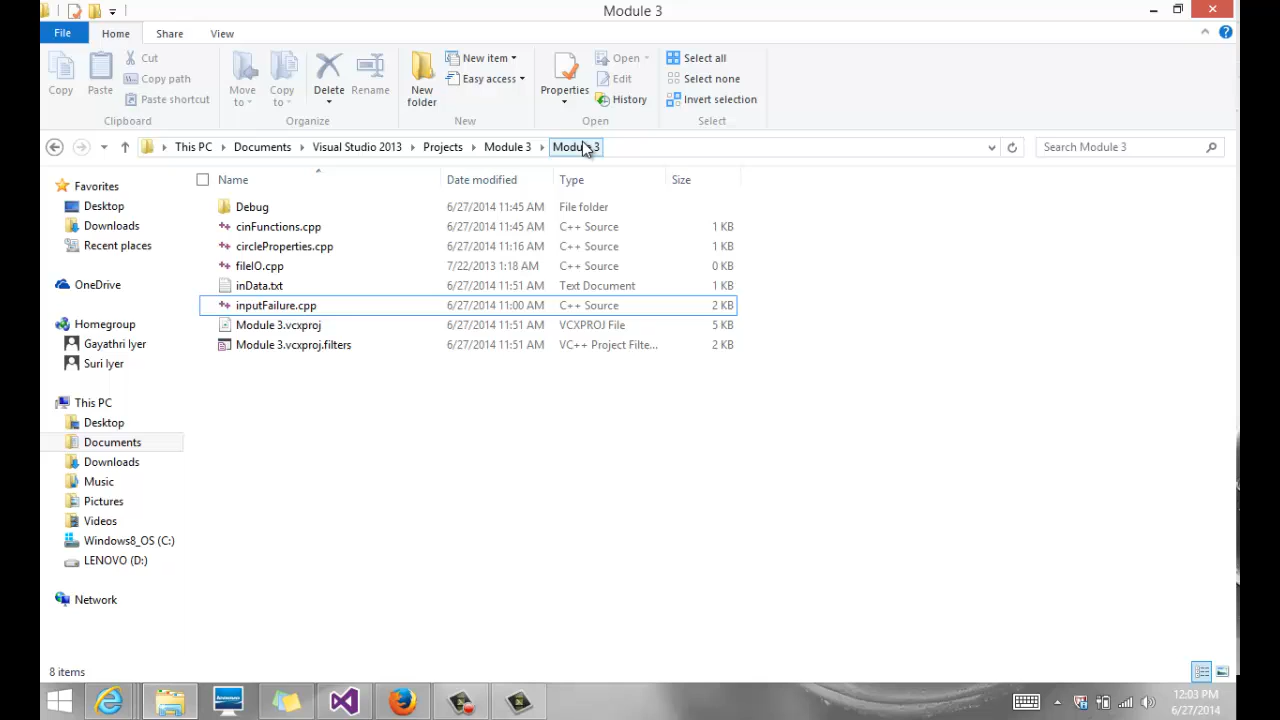 Module 3
File Home Share View
Cut
Copy path
Paste shortcut
Copy
Paste
Clipboard
Move to
Copy to
Delete
Rename
Organize
New folder
New item
Easy access
New
Properties
Open
Edit
History
Open
Select all
Select none
Invert selection
Select
This PC Documents Visual Studio 2013 Projects Module 3 Module 3
Search Module 3
Name Date modified Type Size
Debug 6/27/2014 11:45 AM File folder
cinFunctions.cpp 6/27/2014 11:45 AM C++ Source 1 KB
circleProperties.cpp 6/27/2014 11:16 AM C++ Source 1 KB
fileIO.cpp 7/22/2013 1:18 AM C++ Source 0 KB
inData.txt 6/27/2014 11:51 AM Text Document 1 KB
inputFailure.cpp 6/27/2014 11:00 AM C++ Source 2 KB
Module 3.vcxproj 6/27/2014 11:51 AM VCXPROJ File 5 KB
Module 3.vcxproj.filters 6/27/2014 11:51 AM VC++ Project Filte... 2 KB
Favorites
Desktop
Downloads
Recent places
OneDrive
Homegroup
Gayathri Iyer
Suri Iyer
This PC
Desktop
Documents
Downloads
Music
Pictures
Videos
Windows8_OS (C:)
LENOVO (D:)
Network
8 items
12:03 PM
6/27/2014